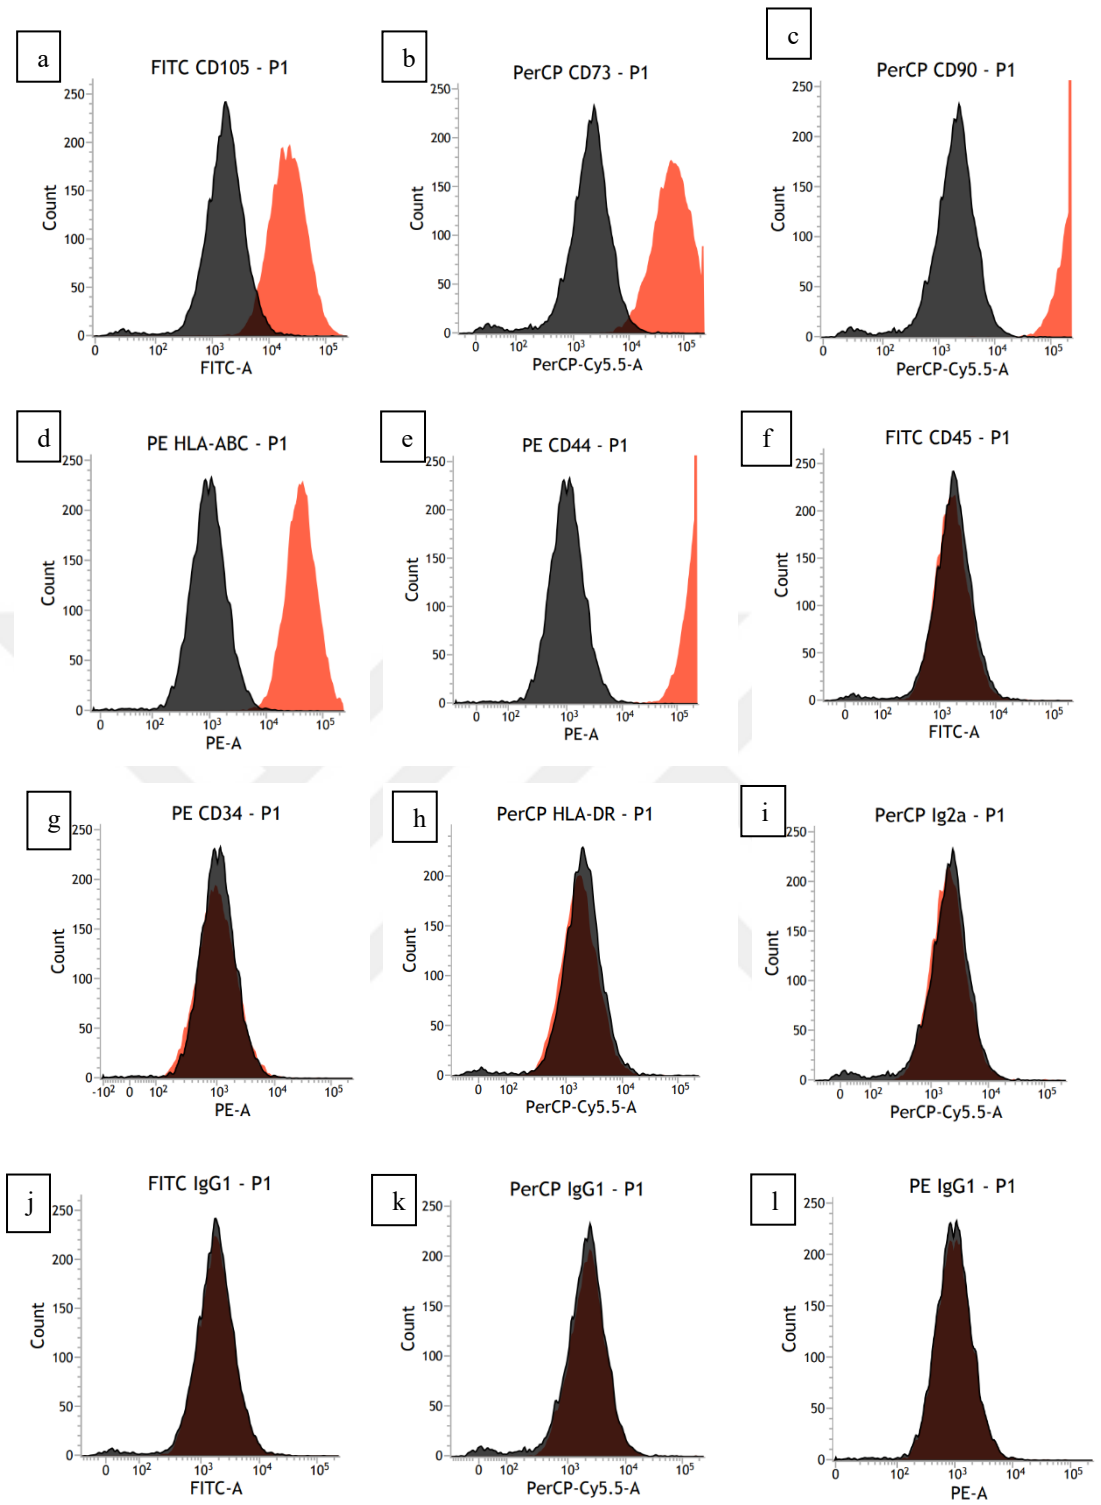 a
FITC CD105 - P1
250
200
150
100
50
0
Count
0 10² 10³ 10⁴ 10⁵
FITC-A
b
PerCP CD73 - P1
250
200
150
100
50
0
Count
0 10² 10³ 10⁴ 10⁵
PerCP-Cy5.5-A
c
PerCP CD90 - P1
250
200
150
100
50
0
Count
0 10² 10³ 10⁴ 10⁵
PerCP-Cy5.5-A
d
PE HLA-ABC - P1
250
200
150
100
50
0
Count
0 10² 10³ 10⁴ 10⁵
PE-A
e
PE CD44 - P1
250
200
150
100
50
0
Count
0 10² 10³ 10⁴ 10⁵
PE-A
f
FITC CD45 - P1
250
200
150
100
50
0
Count
0 10² 10³ 10⁴ 10⁵
FITC-A
g
PE CD34 - P1
250
200
150
100
50
0
Count
-10² 0 10² 10³ 10⁴ 10⁵
PE-A
h
PerCP HLA-DR - P1
200
150
100
50
0
Count
0 10² 10³ 10⁴ 10⁵
PerCP-Cy5.5-A
i
PerCP Ig2a - P1
250
200
150
100
50
0
Count
0 10² 10³ 10⁴ 10⁵
PerCP-Cy5.5-A
j
FITC IgG1 - P1
250
200
150
100
50
0
Count
0 10² 10³ 10⁴ 10⁵
FITC-A
k
PerCP IgG1 - P1
250
200
150
100
50
0
Count
0 10² 10³ 10⁴ 10⁵
PerCP-Cy5.5-A
l
PE IgG1 - P1
250
200
150
100
50
0
Count
0 10² 10³ 10⁴ 10⁵
PE-A